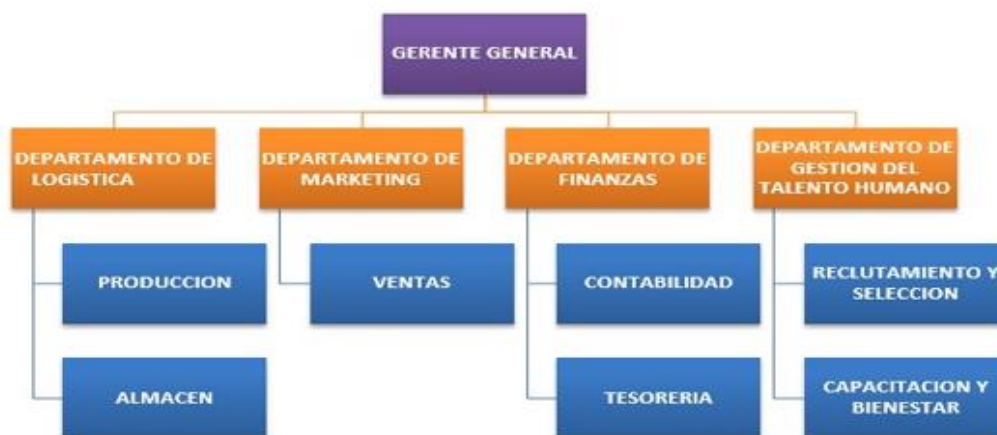 GERENTE GENERAL
DEPARTAMENTO DE
LOGISTICA
DEPARTAMENTO DE
MARKETING
DEPARTAMENTO DE
FINANZAS
DEPARTAMENTO DE
GESTION DEL
TALENTO HUMANO
PRODUCCION
VENTAS
CONTABILIDAD
RECLUTAMIENTO Y
SELECCION
ALMACEN
TESORERIA
CAPACITACION Y
BIENESTAR